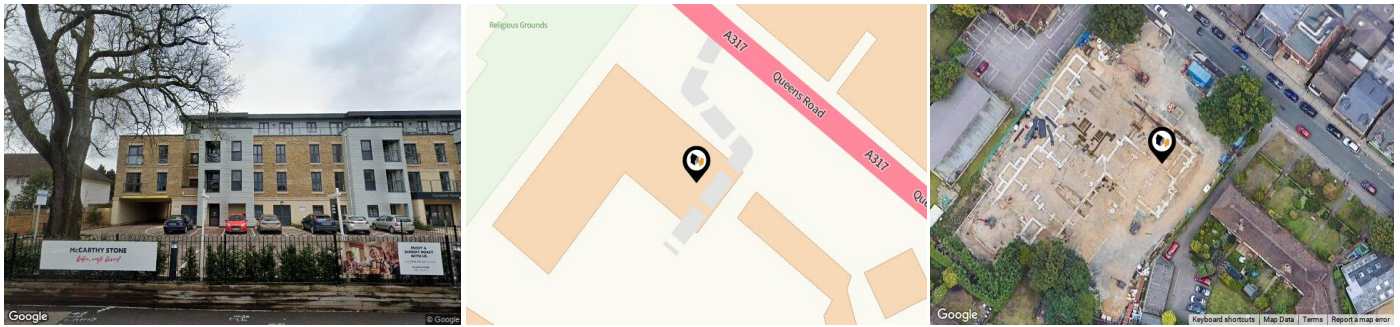 McCARTHY STONE
Life, well lived
ENJOY A
SUNDAY ROAST
WITH US
Google
© Google
Religious Grounds
A317
Queens Road
A317
Google
Keyboard shortcuts
Map Data
Terms
Report a map error